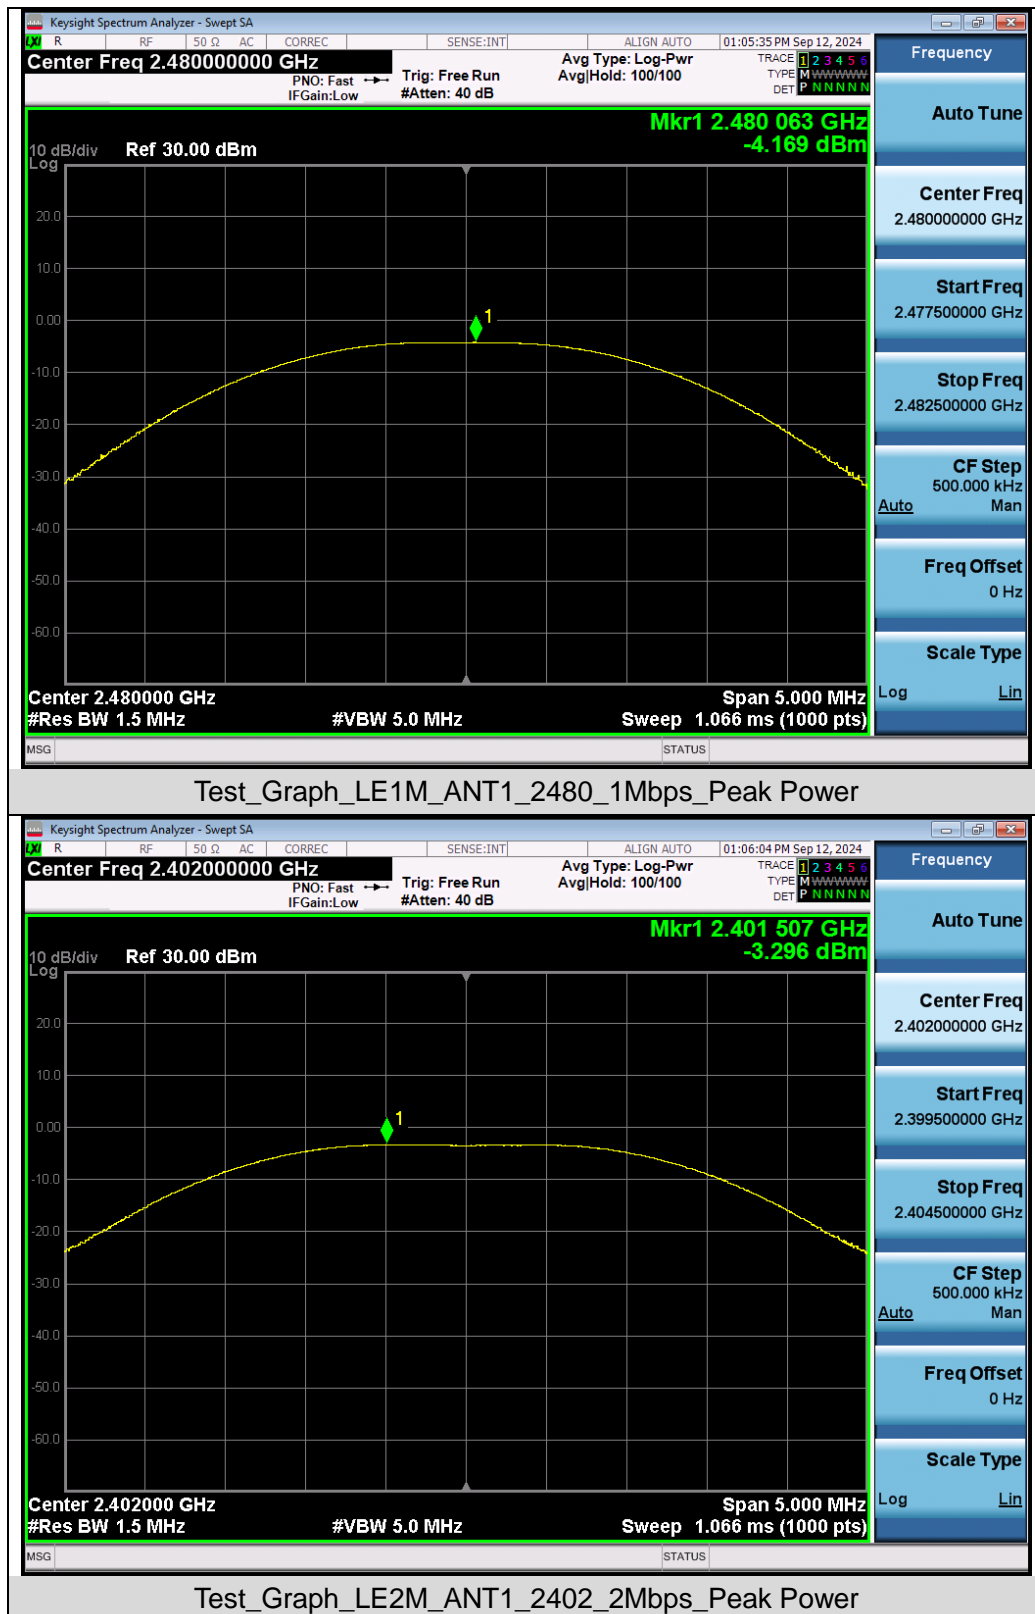 Keysight Spectrum Analyzer - Swept SA
LXI R RF 50 Ω AC CORREC SENSE:INT ALIGN AUTO 01:05:35 PM Sep 12, 2024
Center Freq 2.480000000 GHz
PNO: Fast
IFGain:Low
Trig: Free Run
#Atten: 40 dB
Avg Type: Log-Pwr
Avg|Hold: 100/100
TRACE 1 2 3 4 5 6
TYPE M WWWWW
DET P N N N N N
Mkr1 2.480 063 GHz
-4.169 dBm
10 dB/div Ref 30.00 dBm
Log
20.0
10.0
0.00
1
-10.0
-20.0
-30.0
-40.0
-50.0
-60.0
Center 2.480000 GHz Span 5.000 MHz
#Res BW 1.5 MHz #VBW 5.0 MHz Sweep 1.066 ms (1000 pts)
MSG STATUS
Frequency
Auto Tune
Center Freq
2.480000000 GHz
Start Freq
2.477500000 GHz
Stop Freq
2.482500000 GHz
CF Step
500.000 kHz
Auto Man
Freq Offset
0 Hz
Scale Type
Log Lin
Test_Graph_LE1M_ANT1_2480_1Mbps_Peak Power
Keysight Spectrum Analyzer - Swept SA
LXI R RF 50 Ω AC CORREC SENSE:INT ALIGN AUTO 01:06:04 PM Sep 12, 2024
Center Freq 2.402000000 GHz
PNO: Fast
IFGain:Low
Trig: Free Run
#Atten: 40 dB
Avg Type: Log-Pwr
Avg|Hold: 100/100
TRACE 1 2 3 4 5 6
TYPE M WWWWW
DET P N N N N N
Mkr1 2.401 507 GHz
-3.296 dBm
10 dB/div Ref 30.00 dBm
Log
20.0
10.0
0.00
1
-10.0
-20.0
-30.0
-40.0
-50.0
-60.0
Center 2.402000 GHz Span 5.000 MHz
#Res BW 1.5 MHz #VBW 5.0 MHz Sweep 1.066 ms (1000 pts)
MSG STATUS
Frequency
Auto Tune
Center Freq
2.402000000 GHz
Start Freq
2.399500000 GHz
Stop Freq
2.404500000 GHz
CF Step
500.000 kHz
Auto Man
Freq Offset
0 Hz
Scale Type
Log Lin
Test_Graph_LE2M_ANT1_2402_2Mbps_Peak Power